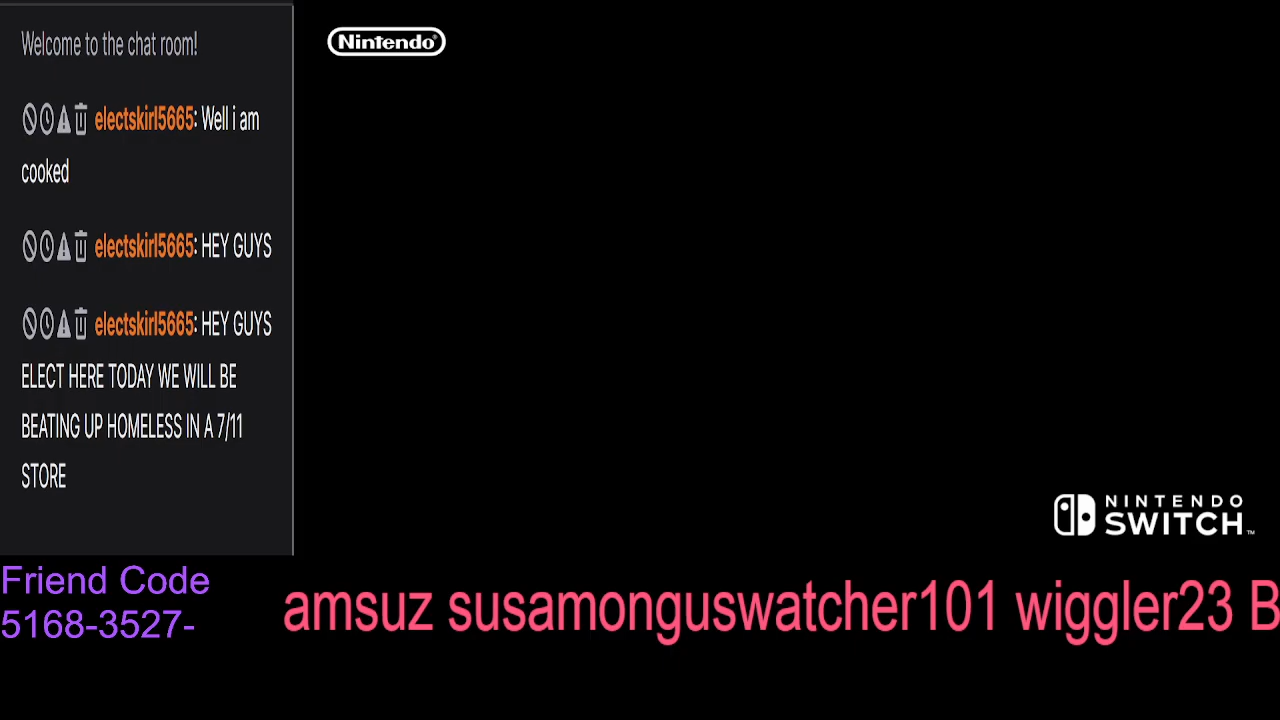 Welcome to the chat room!
electskirl5665: Well i am
cooked
electskirl5665: HEY GUYS
electskirl5665: HEY GUYS
ELECT HERE TODAY WE WILL BE
BEATING UP HOMELESS IN A 7/11
STORE
Nintendo®
NINTENDO
SWITCH™
Friend Code
5168-3527-
amsuz susamonguswatcher101 wiggler23 B